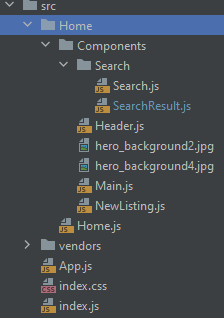 src
Home
Components
Search
Search.js
SearchResult.js
Header.js
hero_background2.jpg
hero_background4.jpg
Main.js
NewListing.js
Home.js
vendors
App.js
index.css
index.js